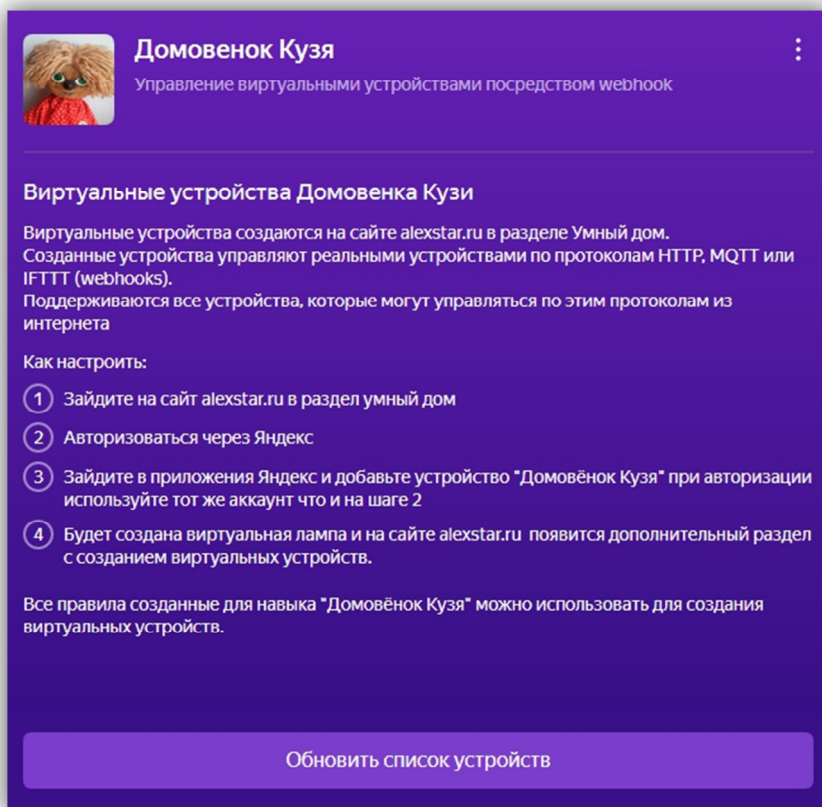 Домовенок Кузя
Управление виртуальными устройствами посредством webhook
Виртуальные устройства Домовенка Кузи
Виртуальные устройства создаются на сайте alexstar.ru в разделе Умный дом.
Созданные устройства управляют реальными устройствами по протоколам HTTP, MQTT или
IFTTT (webhooks).
Поддерживаются все устройства, которые могут управляться по этим протоколам из
интернета
Как настроить:
1 Зайдите на сайт alexstar.ru в раздел умный дом
2 Авторизоваться через Яндекс
3 Зайдите в приложения Яндекс и добавьте устройство "Домовёнок Кузя" при авторизации
используйте тот же аккаунт что и на шаге 2
4 Будет создана виртуальная лампа и на сайте alexstar.ru появится дополнительный раздел
с созданием виртуальных устройств.
Все правила созданные для навыка "Домовёнок Кузя" можно использовать для создания
виртуальных устройств.
Обновить список устройств